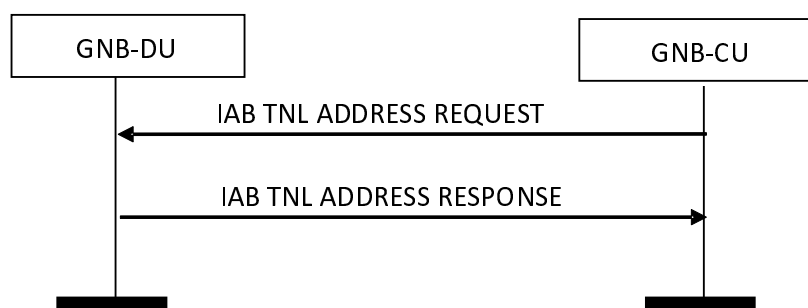 GNB-DU
GNB-CU
IAB TNL ADDRESS REQUEST
IAB TNL ADDRESS RESPONSE